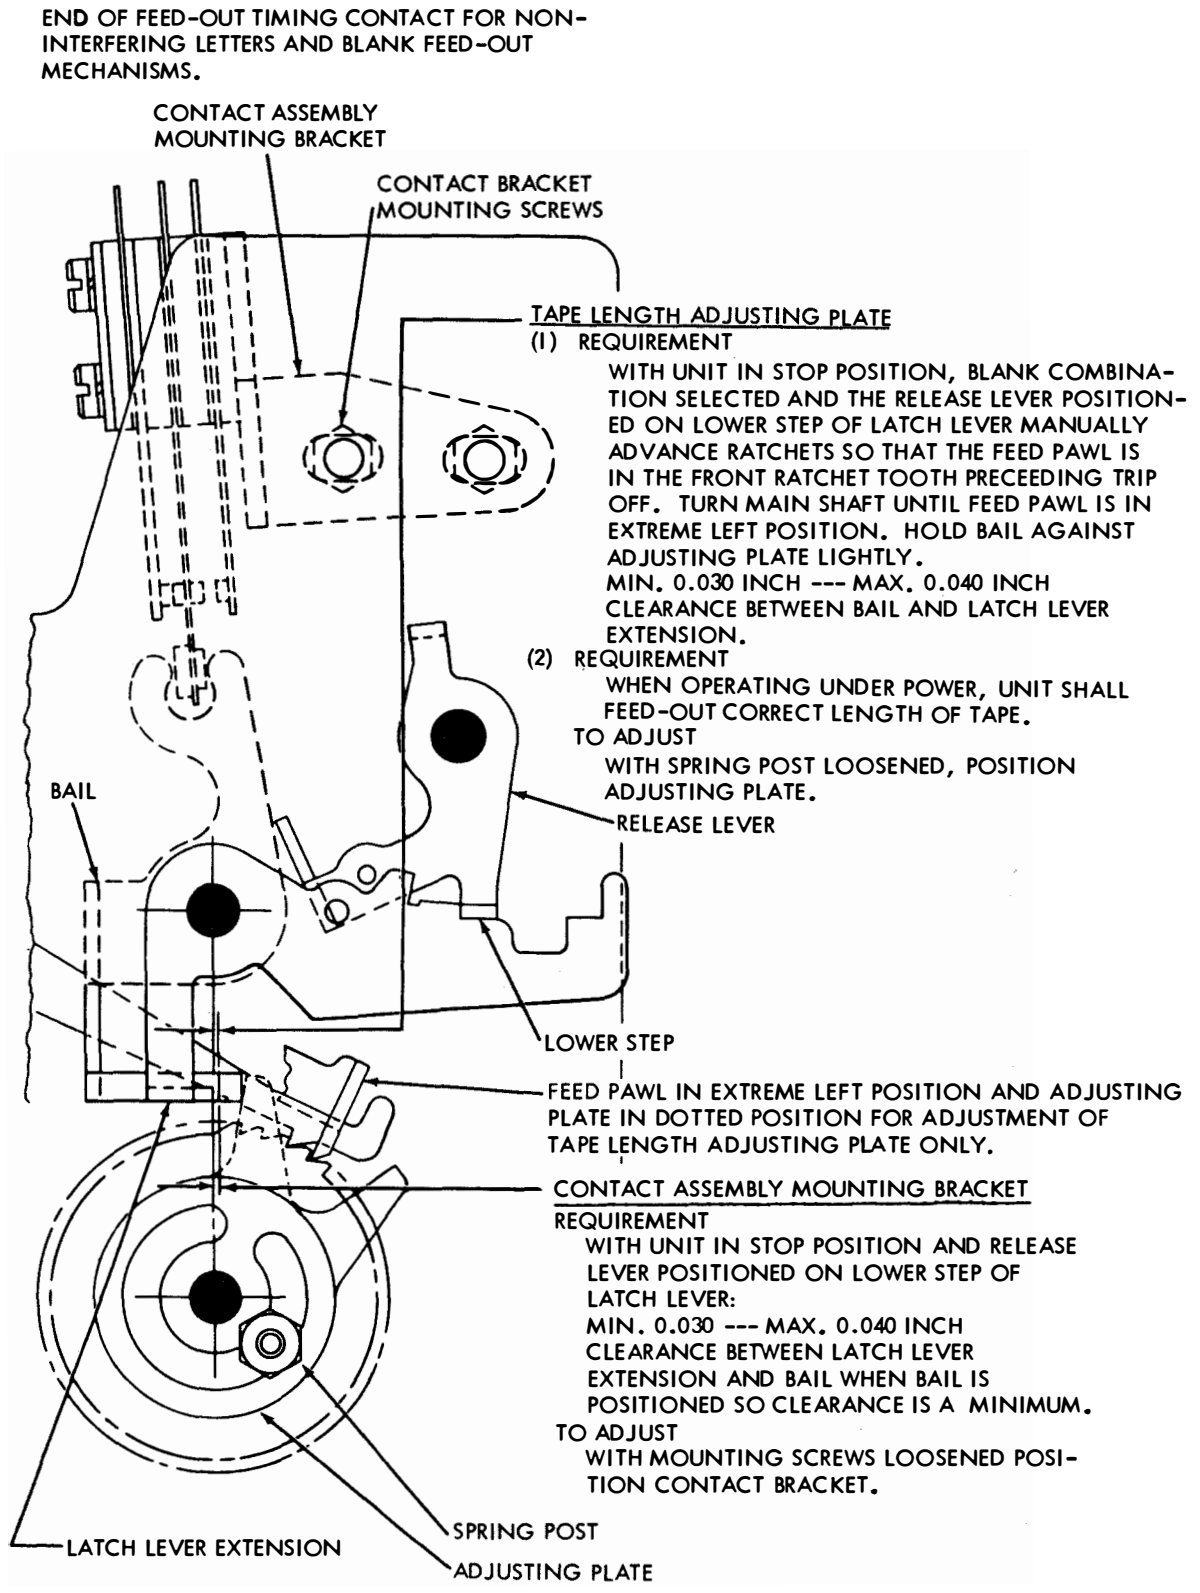 END OF FEED-OUT TIMING CONTACT FOR NON-
INTERFERING LETTERS AND BLANK FEED-OUT
MECHANISMS.
CONTACT ASSEMBLY
MOUNTING BRACKET
CONTACT BRACKET
MOUNTING SCREWS
TAPE LENGTH ADJUSTING PLATE
(1) REQUIREMENT
WITH UNIT IN STOP POSITION, BLANK COMBINA-
TION SELECTED AND THE RELEASE LEVER POSITION-
ED ON LOWER STEP OF LATCH LEVER MANUALLY
ADVANCE RATCHETS SO THAT THE FEED PAWL IS
IN THE FRONT RATCHET TOOTH PRECEEDING TRIP
OFF. TURN MAIN SHAFT UNTIL FEED PAWL IS IN
EXTREME LEFT POSITION. HOLD BAIL AGAINST
ADJUSTING PLATE LIGHTLY.
MIN. 0.030 INCH --- MAX. 0.040 INCH
CLEARANCE BETWEEN BAIL AND LATCH LEVER
EXTENSION.
(2) REQUIREMENT
WHEN OPERATING UNDER POWER, UNIT SHALL
FEED-OUT CORRECT LENGTH OF TAPE.
TO ADJUST
WITH SPRING POST LOOSENED, POSITION
ADJUSTING PLATE.
BAIL
RELEASE LEVER
LOWER STEP
FEED PAWL IN EXTREME LEFT POSITION AND ADJUSTING
PLATE IN DOTTED POSITION FOR ADJUSTMENT OF
TAPE LENGTH ADJUSTING PLATE ONLY.
CONTACT ASSEMBLY MOUNTING BRACKET
REQUIREMENT
WITH UNIT IN STOP POSITION AND RELEASE
LEVER POSITIONED ON LOWER STEP OF
LATCH LEVER:
MIN. 0.030 --- MAX. 0.040 INCH
CLEARANCE BETWEEN LATCH LEVER
EXTENSION AND BAIL WHEN BAIL IS
POSITIONED SO CLEARANCE IS A MINIMUM.
TO ADJUST
WITH MOUNTING SCREWS LOOSENED POSI-
TION CONTACT BRACKET.
SPRING POST
LATCH LEVER EXTENSION
ADJUSTING PLATE